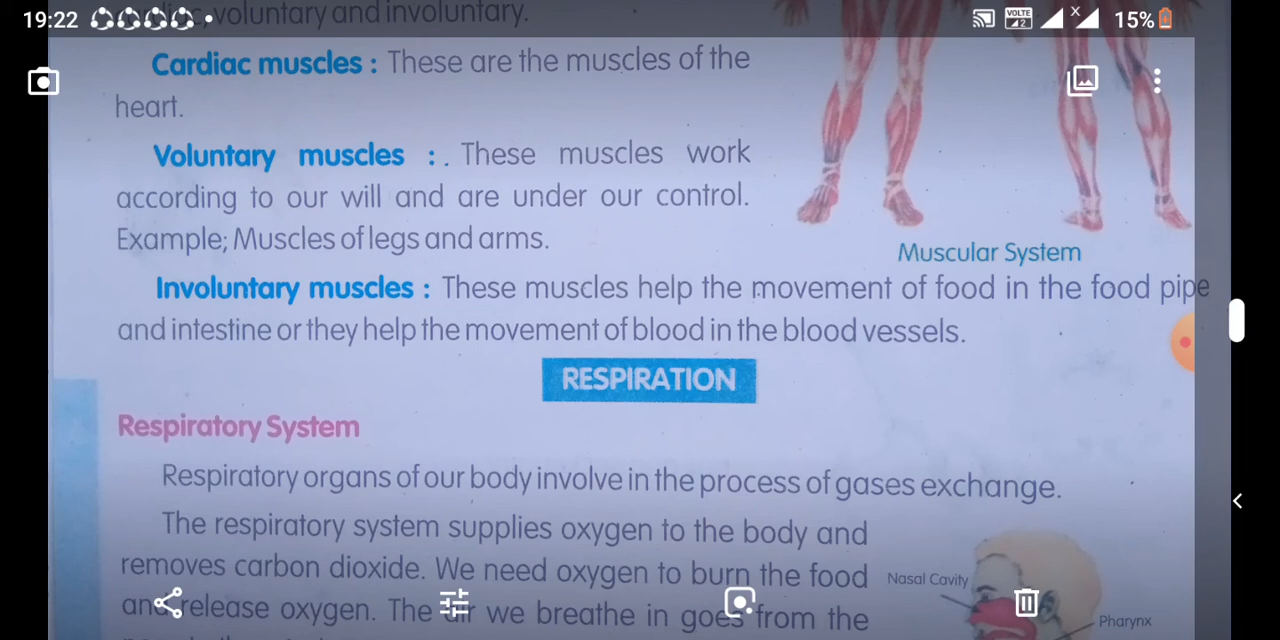 19:22
VOLTE
2
X
15%
voluntary and involuntary.
Cardiac muscles : These are the muscles of the
heart.
Voluntary muscles : . These muscles work
according to our will and are under our control.
Example; Muscles of legs and arms.
Muscular System
Involuntary muscles : These muscles help the movement of food in the food pipe
and intestine or they help the movement of blood in the blood vessels.
RESPIRATION
Respiratory System
Respiratory organs of our body involve in the process of gases exchange.
The respiratory system supplies oxygen to the body and
removes carbon dioxide. We need oxygen to burn the food
and release oxygen. The air we breathe in goes from the
Nasal Cavity
Pharynx